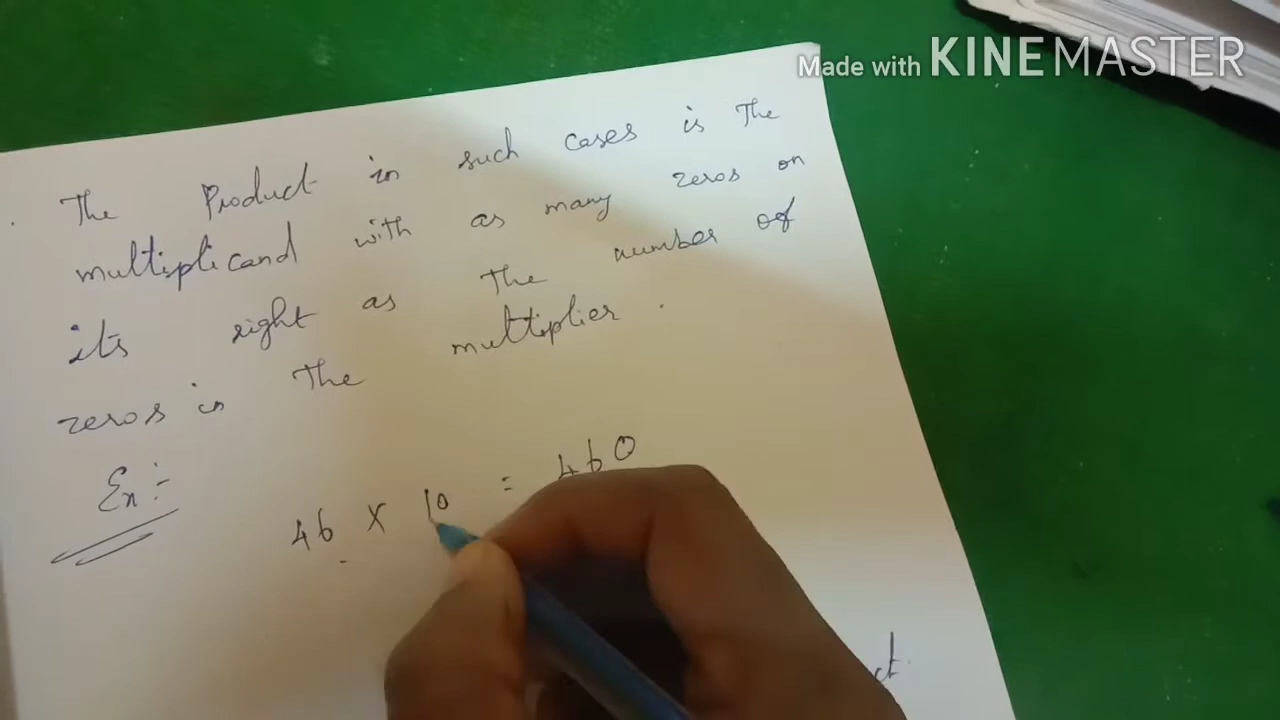 Made with KINEMASTER
The Product in such cases is The
multiplicand with as many zeros on
its right as The number of
zeros in The multiplier .
Ex :-
46 X 10 = 460
ct